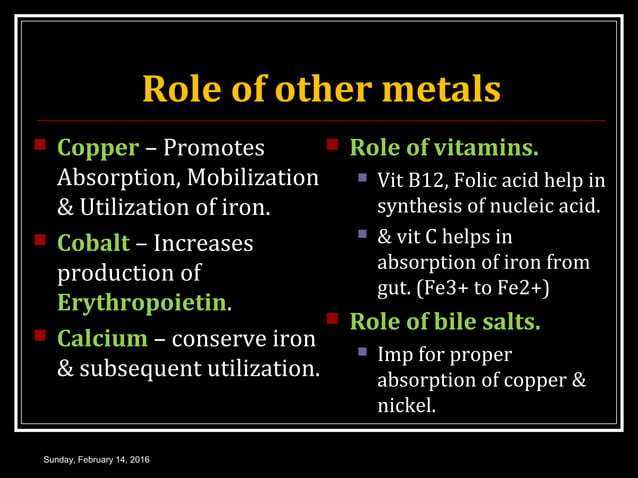 Role of other metals
Copper – Promotes
Absorption, Mobilization
& Utilization of iron.
Cobalt – Increases
production of
Erythropoietin.
Calcium – conserve iron
& subsequent utilization.
Role of vitamins.
Vit B12, Folic acid help in
synthesis of nucleic acid.
& vit C helps in
absorption of iron from
gut. (Fe3+ to Fe2+)
Role of bile salts.
Imp for proper
absorption of copper &
nickel.
Sunday, February 14, 2016